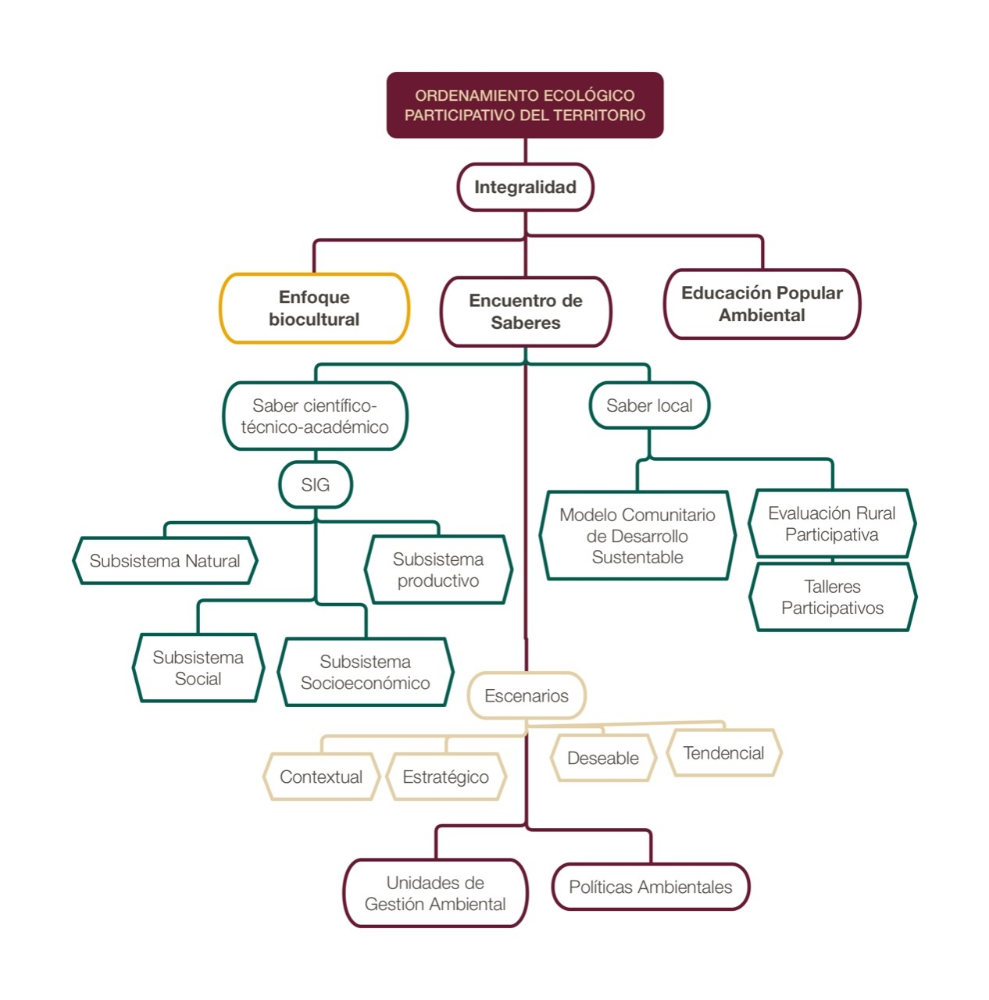 ORDENAMIENTO ECOLÓGICO
PARTICIPATIVO DEL TERRITORIO
Integralidad
Enfoque
biocultural
Encuentro de
Saberes
Educación Popular
Ambiental
Saber científico-
técnico-académico
Saber local
SIG
Subsistema Natural
Subsistema
productivo
Subsistema
Social
Subsistema
Socioeconómico
Modelo Comunitario
de Desarrollo
Sustentable
Evaluación Rural
Participativa
Talleres
Participativos
Escenarios
Contextual
Estratégico
Deseable
Tendencial
Unidades de
Gestión Ambiental
Políticas Ambientales